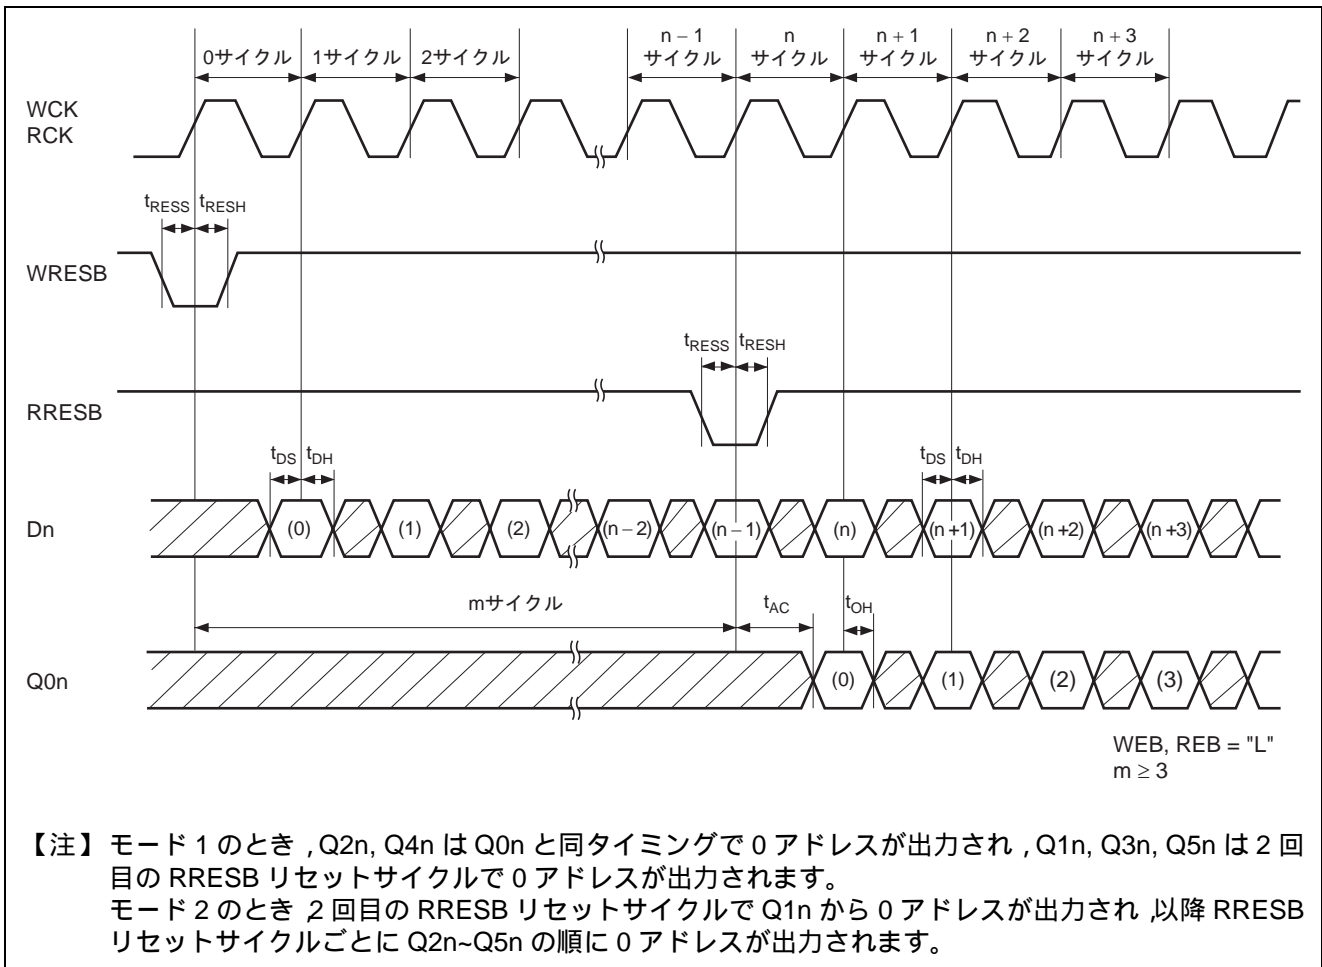 n − 1 n n + 1 n + 2 n + 3
0サイクル 1サイクル 2サイクル サイクル サイクル サイクル サイクル サイクル
WCK
RCK
tRESS tRESH
WRESB
tRESS tRESH
RRESB
tDS tDH tDS tDH
Dn (0) (1) (2) (n − 2) (n − 1) (n) (n +1) (n +2) (n +3)
mサイクル tAC tOH
Q0n (0) (1) (2) (3)
WEB, REB = "L"
m ≥ 3
【注】 モード 1 のとき , Q2n, Q4n は Q0n と同タイミングで 0 アドレスが出力され , Q1n, Q3n, Q5n は 2 回
目の RRESB リセットサイクルで 0 アドレスが出力されます。
モード 2 のとき ,2 回目の RRESB リセットサイクルで Q1n から 0 アドレスが出力され ,以降 RRESB
リセットサイクルごとに Q2n~Q5n の順に 0 アドレスが出力されます。